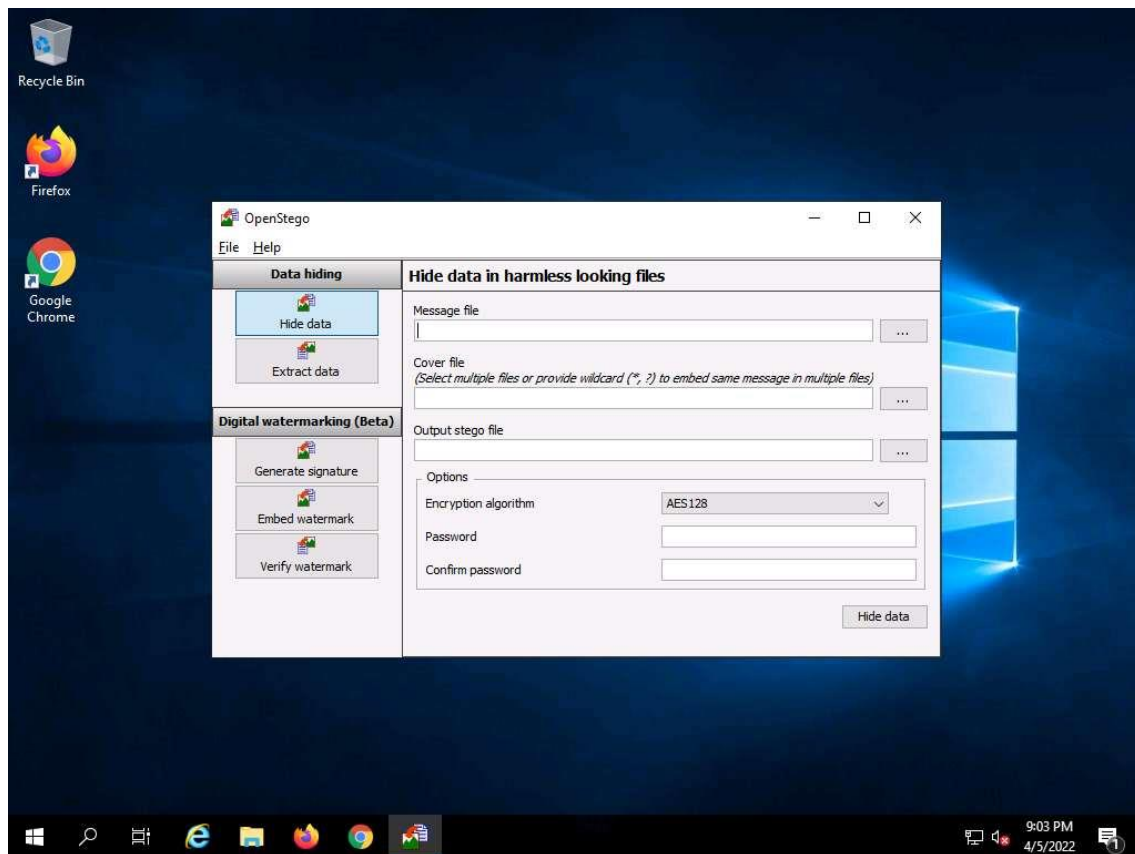 Recycle Bin
Firefox
Google
Chrome
OpenStego
File Help
Data hiding
Hide data
Extract data
Digital watermarking (Beta)
Generate signature
Embed watermark
Verify watermark
Hide data in harmless looking files
Message file
...
Cover file
(Select multiple files or provide wildcard (*, ?) to embed same message in multiple files)
...
Output stego file
...
Options
Encryption algorithm AES128
Password
Confirm password
Hide data
9:03 PM
4/5/2022
1